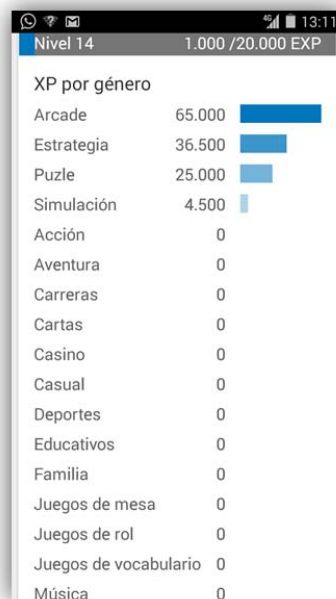 4G 13:11
Nivel 14 1.000 /20.000 EXP
XP por género
Arcade 65.000
Estrategia 36.500
Puzle 25.000
Simulación 4.500
Acción 0
Aventura 0
Carreras 0
Cartas 0
Casino 0
Casual 0
Deportes 0
Educativos 0
Familia 0
Juegos de mesa 0
Juegos de rol 0
Juegos de vocabulario 0
Música 0